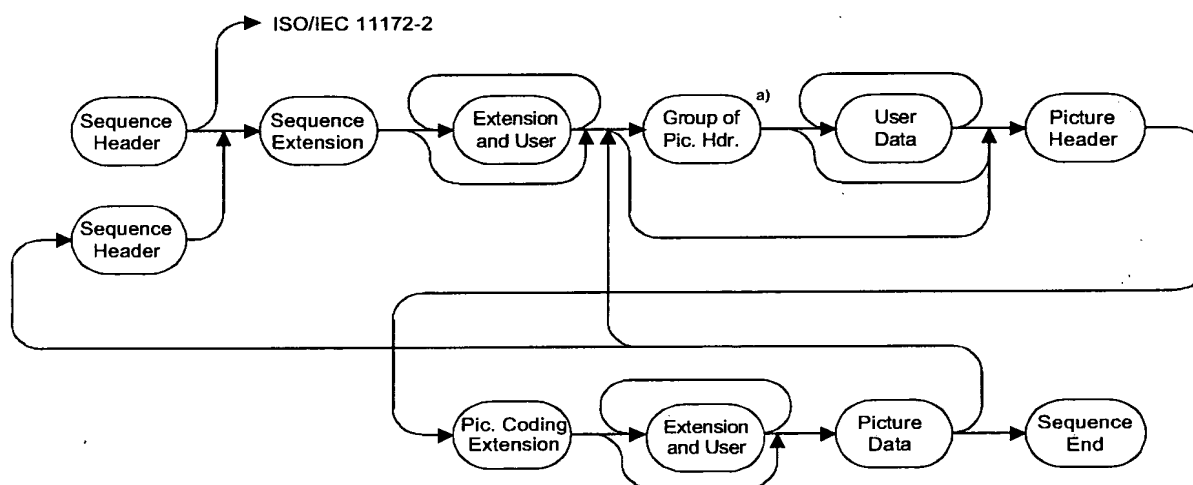 ISO/IEC 11172-2
Sequence
Header
Sequence
Extension
Extension
and User
Group of
Pic. Hdr.
a)
User
Data
Picture
Header
Sequence
Header
Pic. Coding
Extension
Extension
and User
Picture
Data
Sequence
End